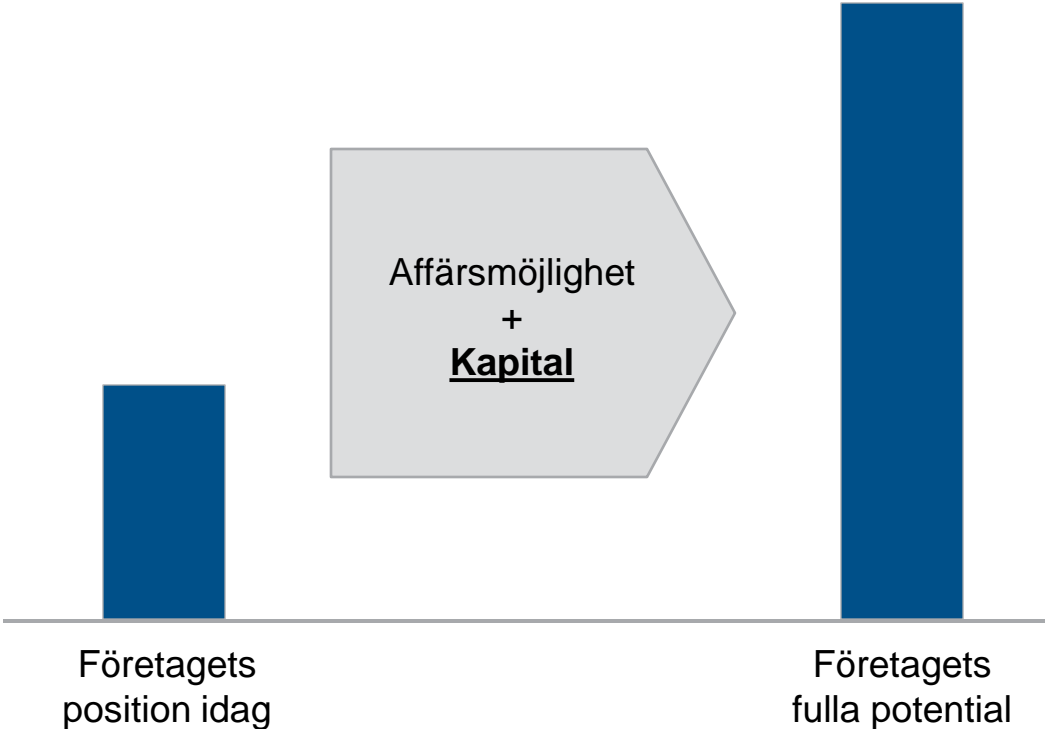 Affärsmöjlighet
+
Kapital
Företagets
position idag
Företagets
fulla potential